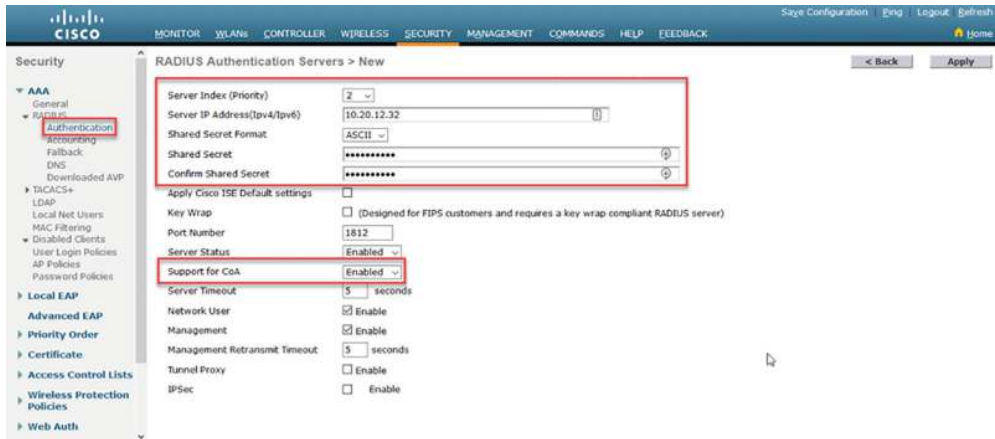 Save Configuration Ping Logout Refresh
CISCO
MONITOR WLANs CONTROLLER WIRELESS SECURITY MANAGEMENT COMMANDS HELP FEEDBACK
Home
Security
AAA
General
RADIUS
Authentication
Accounting
Fallback
DNS
Downloaded AVP
TACACS+
LDAP
Local Net Users
MAC Filtering
Disabled Clients
User Login Policies
AP Policies
Password Policies
Local EAP
Advanced EAP
Priority Order
Certificate
Access Control Lists
Wireless Protection
Policies
Web Auth
RADIUS Authentication Servers > New
< Back
Apply
Server Index (Priority) 2
Server IP Address(Ipv4/Ipv6) 10.20.12.32
Shared Secret Format ASCII
Shared Secret ••••••••••
Confirm Shared Secret ••••••••••
Apply Cisco ISE Default settings
Key Wrap (Designed for FIPS customers and requires a key wrap compliant RADIUS server)
Port Number 1812
Server Status Enabled
Support for CoA Enabled
Server Timeout 5 seconds
Network User Enable
Management Enable
Management Retransmit Timeout 5 seconds
Tunnel Proxy Enable
IPSec Enable